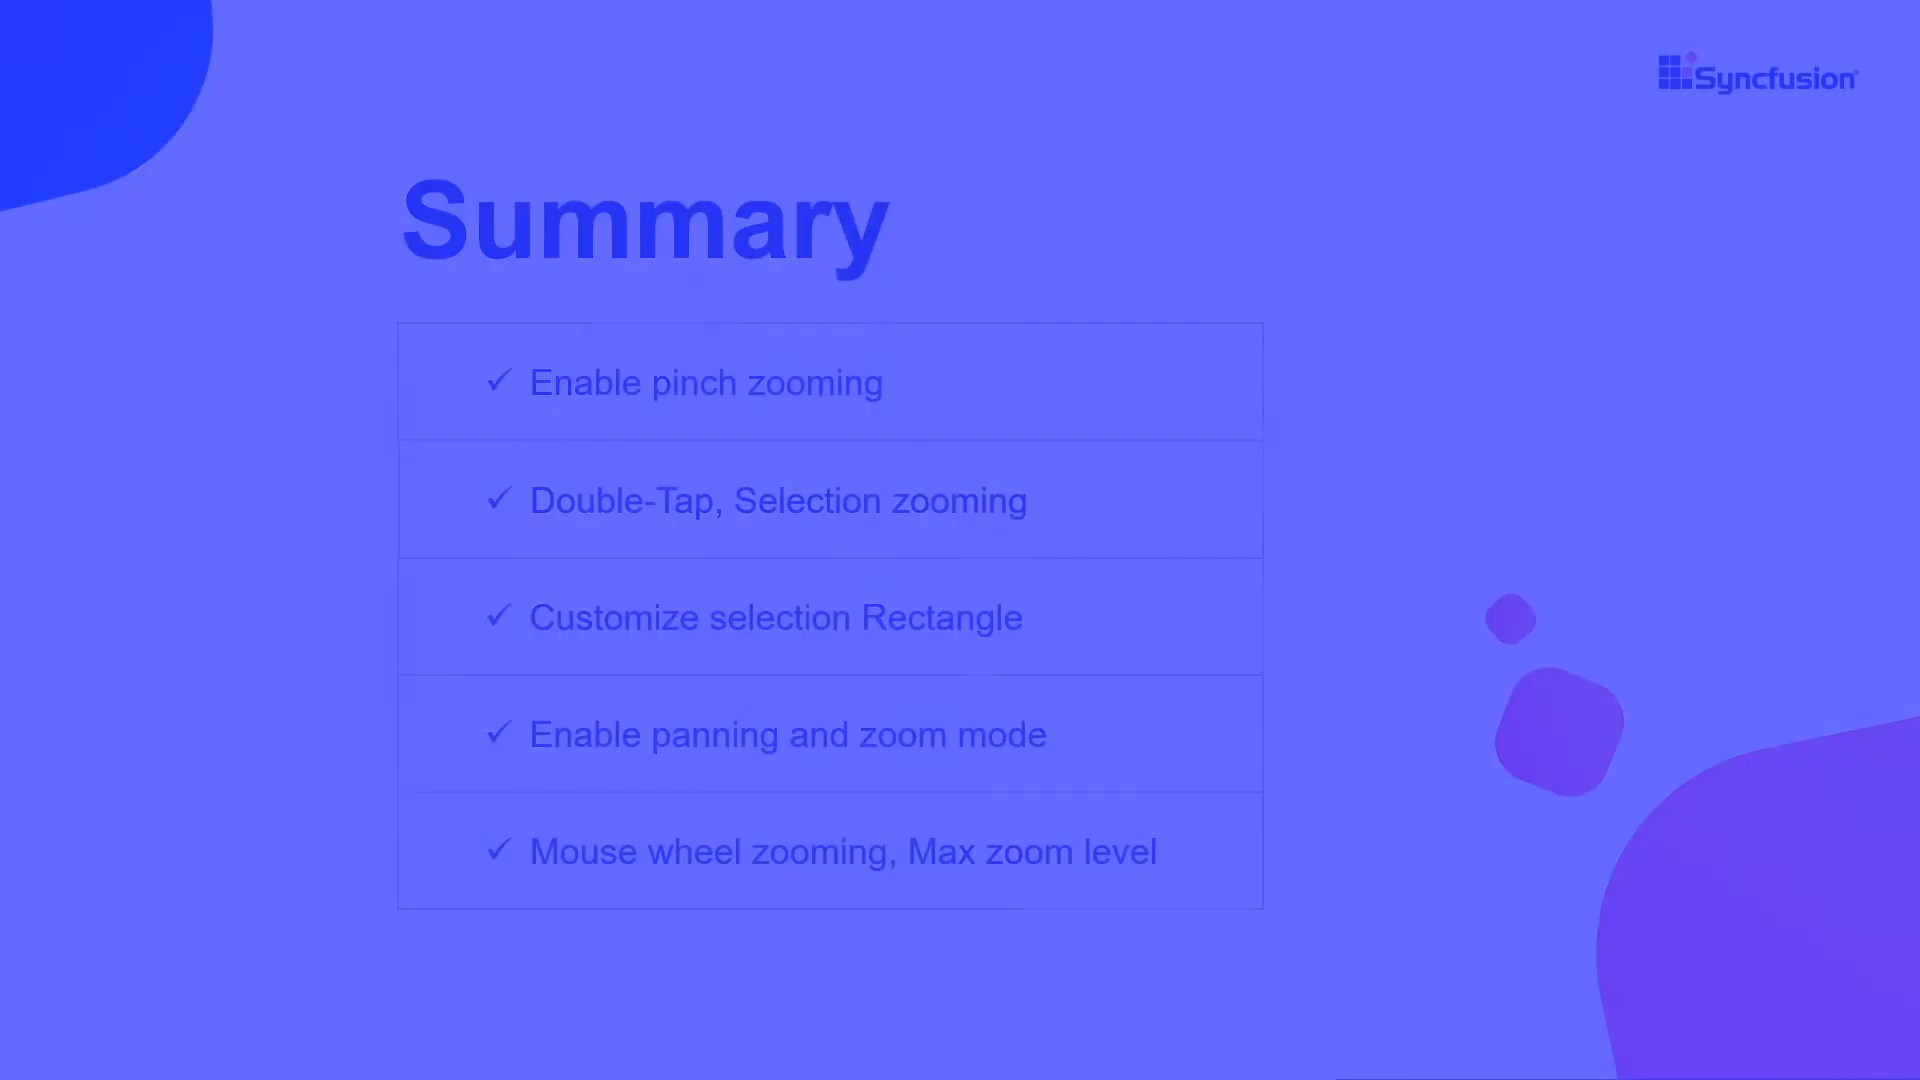 Syncfusion
Summary
✓ Enable pinch zooming
✓ Double-Tap, Selection zooming
✓ Customize selection Rectangle
✓ Enable panning and zoom mode
✓ Mouse wheel zooming, Max zoom level